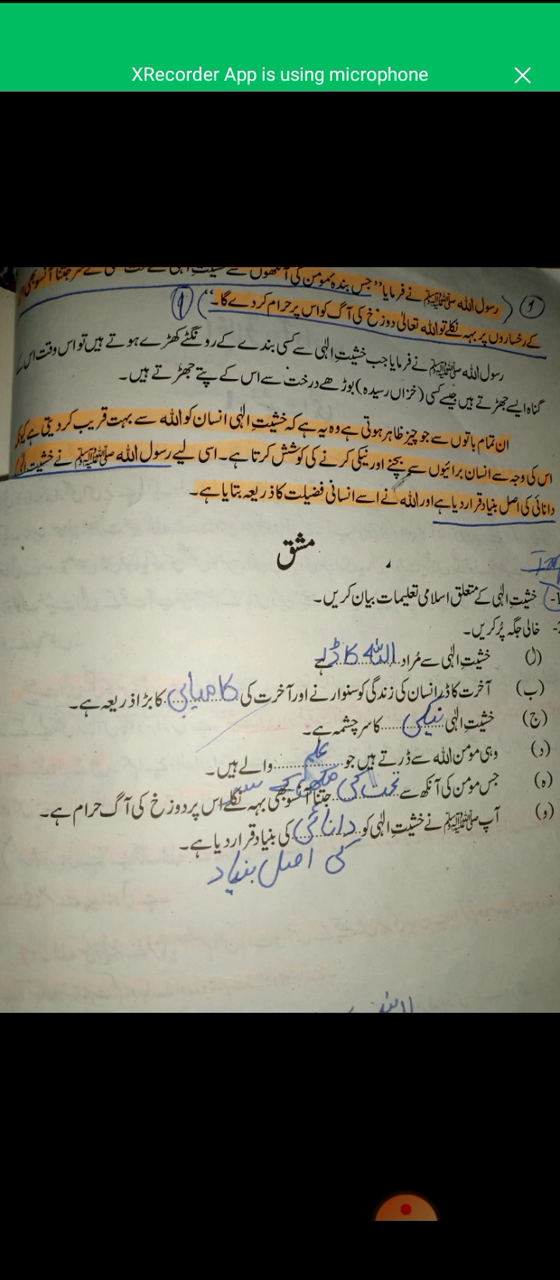 XRecorder App is using microphone
رسول اللہ ﷺ نے فرمایا "جس بندہ مومن کی آنکھوں سے خشیتِ الٰہی
کے رخساروں پر بہہ نکلے تو اللہ تعالیٰ دوزخ کی آگ کو اس پر حرام کر دے گا۔"
رسول اللہ ﷺ نے فرمایا جب خشیتِ الٰہی سے کسی بندے کے رونگٹے کھڑے ہوتے ہیں تو اس وقت اس کے
گناہ ایسے جھڑتے ہیں جیسے کسی (خزاں رسیدہ) بوڑھے درخت سے اس کے پتے جھڑتے ہیں۔
ان تمام باتوں سے جو چیز ظاہر ہوتی ہے وہ یہ ہے کہ خشیتِ الٰہی انسان کو اللہ سے بہت قریب کر دیتی ہے کیونکہ
اس کی وجہ سے انسان برائیوں سے بچنے اور نیکی کرنے کی کوشش کرتا ہے۔ اسی لیے رسول اللہ ﷺ نے خشیتِ الٰہی
دانائی کی اصل بنیاد قرار دیا ہے اور اللہ نے اسے انسانی فضیلت کا ذریعہ بتایا ہے۔
مشق
1- خشیتِ الٰہی کے متعلق اسلامی تعلیمات بیان کریں۔
خالی جگہ پُر کریں۔
(ا) خشیتِ الٰہی سے مُراد اللہ کا ڈر ہے
(ب) آخرت کا ڈر انسان کی زندگی کو سنوارنے اور آخرت کی کامیابی کا بڑا ذریعہ ہے۔
(ج) خشیتِ الٰہی نیکی کا سرچشمہ ہے۔
(د) وہی مومن اللہ سے ڈرتے ہیں جو علم والے ہیں۔
(ہ) جس مومن کی آنکھ سے جتنا آنسو بھی بہہ نکلے اس پر دوزخ کی آگ حرام ہے۔
(و) آپ ﷺ نے خشیتِ الٰہی کو دانائی کی بنیاد قرار دیا ہے۔
کی اصل بنیاد